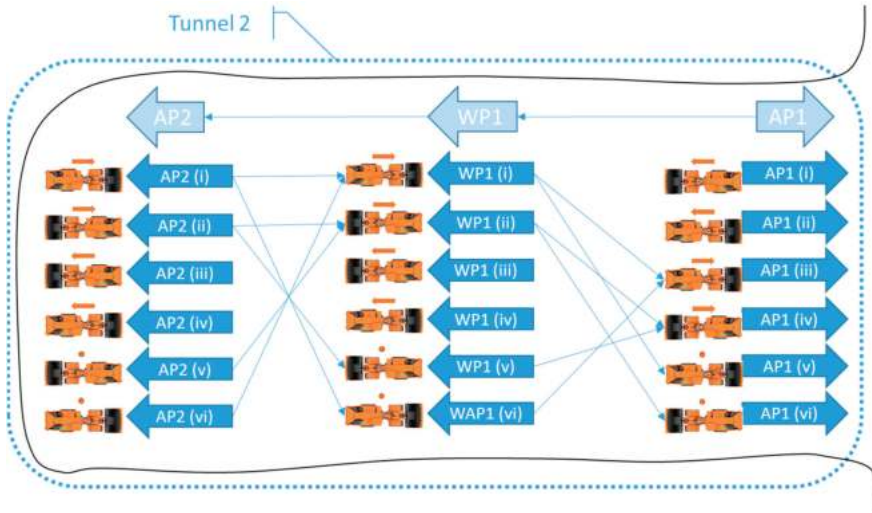 Tunnel 2
AP2 WP1 AP1
AP2 (i) WP1 (i) AP1 (i)
AP2 (ii) WP1 (ii) AP1 (ii)
AP2 (iii) WP1 (iii) AP1 (iii)
AP2 (iv) WP1 (iv) AP1 (iv)
AP2 (v) WP1 (v) AP1 (v)
AP2 (vi) WAP1 (vi) AP1 (vi)